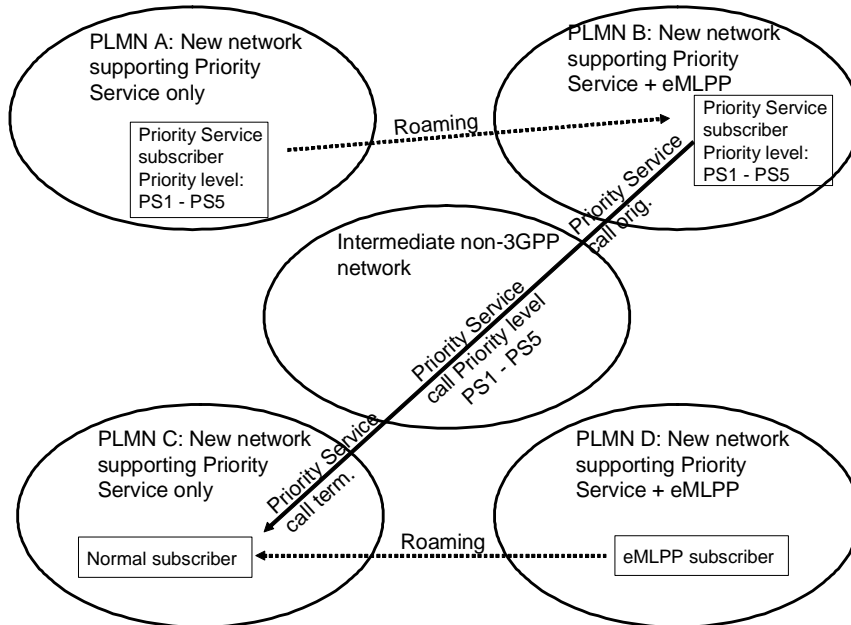 PLMN A: New network
supporting Priority
Service only
Priority Service
subscriber
Priority level:
PS1 - PS5
Roaming
PLMN B: New network
supporting Priority
Service + eMLPP
Priority Service
subscriber
Priority level:
PS1 - PS5
Priority Service
call orig.
Intermediate non-3GPP
network
Priority Service
call Priority level
PS1 - PS5
PLMN C: New network
supporting Priority
Service only
Priority Service
call term.
Normal subscriber
Roaming
PLMN D: New network
supporting Priority
Service + eMLPP
eMLPP subscriber